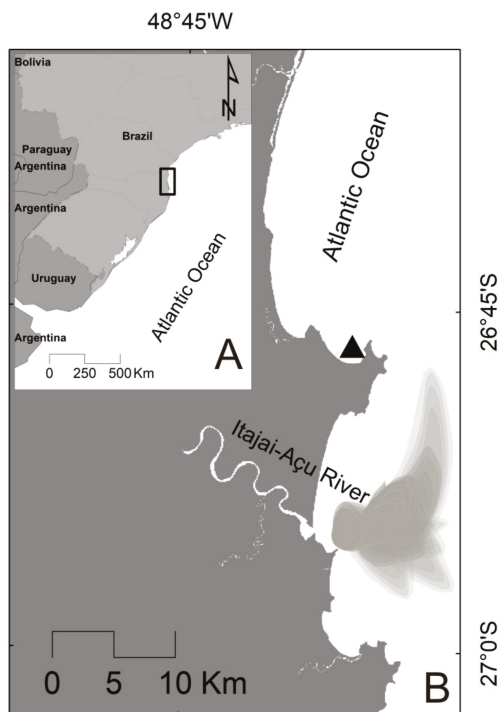 48°45'W
Bolivia
Brazil
Paraguay
Argentina
Argentina
Uruguay
Argentina
N
Atlantic Ocean
0 250 500 Km
A
Atlantic Ocean
26°45'S
Itajai-Açu River
27°0'S
0 5 10 Km
B